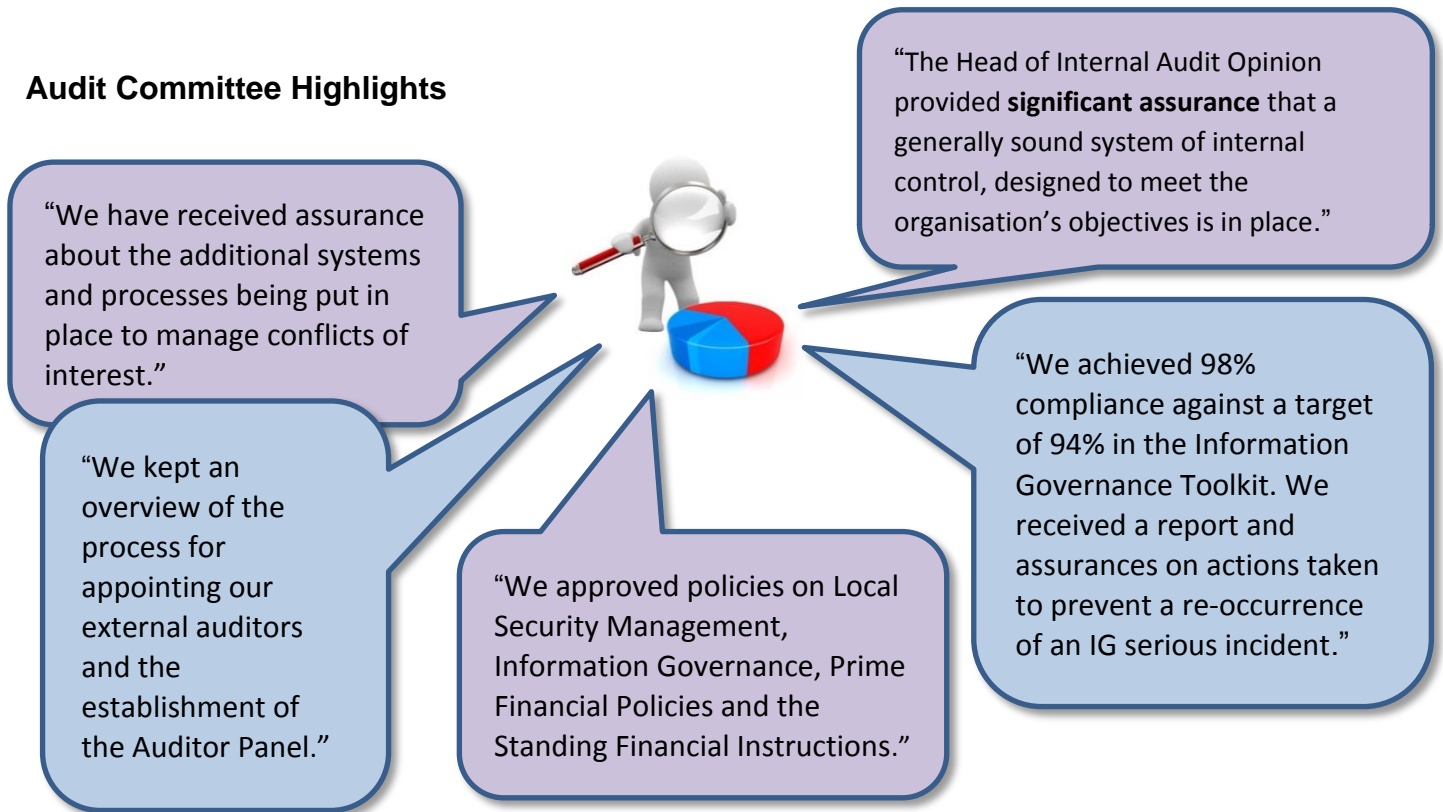 Audit Committee Highlights
“The Head of Internal Audit Opinion
provided significant assurance that a
generally sound system of internal
control, designed to meet the
organisation’s objectives is in place.”
“We have received assurance
about the additional systems
and processes being put in
place to manage conflicts of
interest.”
“We achieved 98%
compliance against a target
of 94% in the Information
Governance Toolkit. We
received a report and
assurances on actions taken
to prevent a re-occurrence
of an IG serious incident.”
“We kept an
overview of the
process for
appointing our
external auditors
and the
establishment of
the Auditor Panel.”
“We approved policies on Local
Security Management,
Information Governance, Prime
Financial Policies and the
Standing Financial Instructions.”